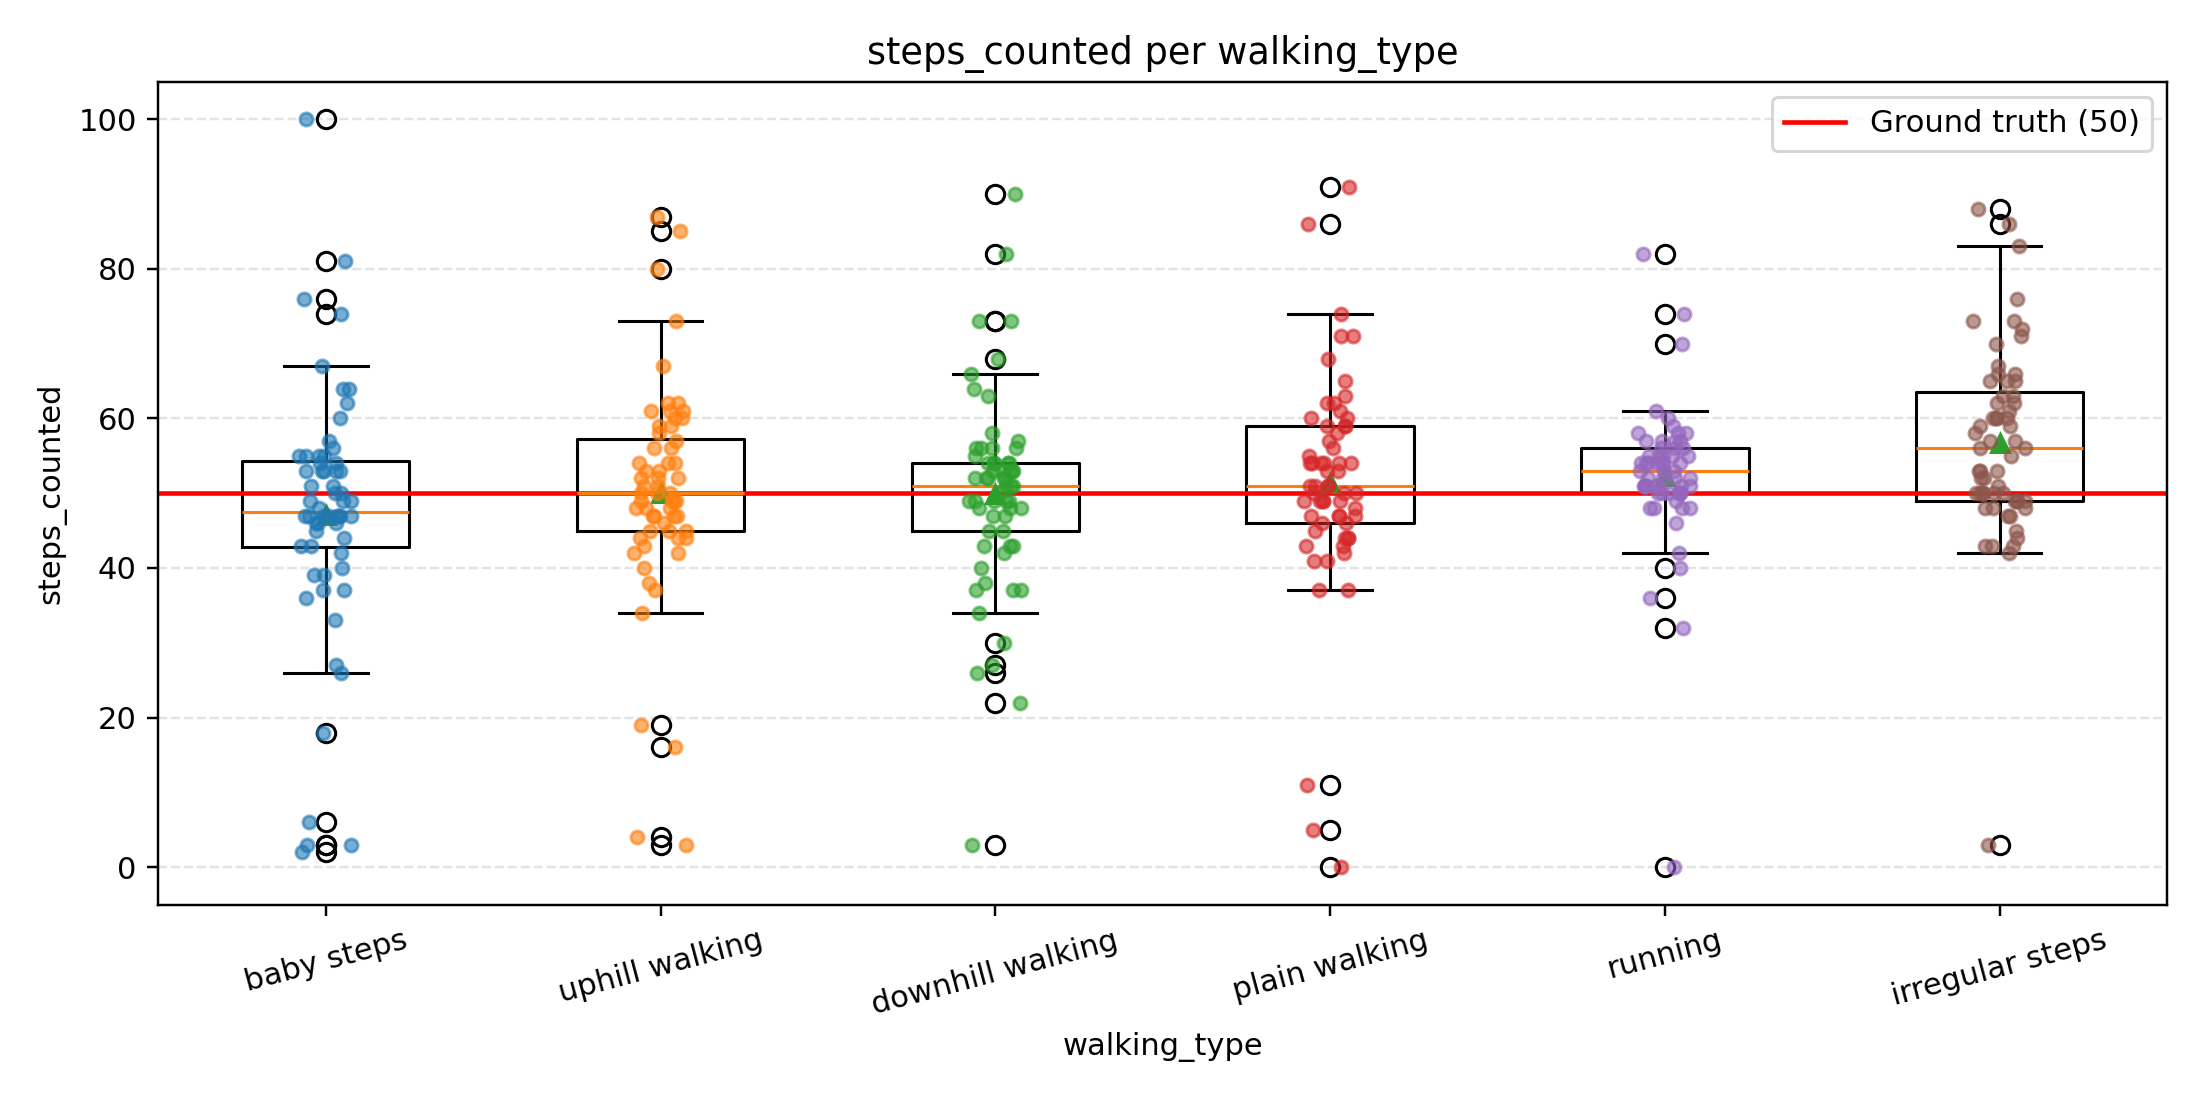 steps_counted per walking_type
Ground truth (50)
steps_counted
100
80
60
40
20
0
baby steps
uphill walking
downhill walking
plain walking
running
irregular steps
walking_type